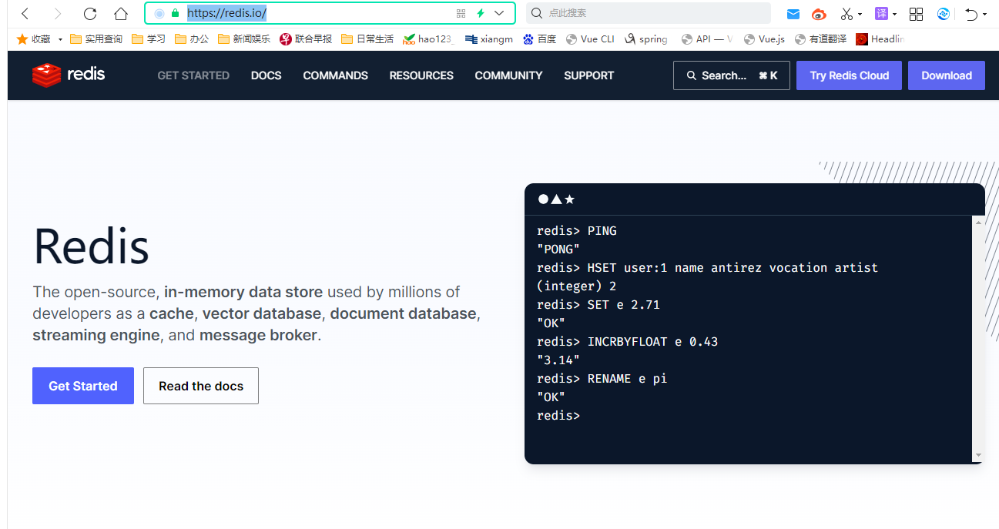 https://redis.io/
点此搜索
译
收藏 实用查询 学习 办公 新闻娱乐 联合早报 日常生活 hao123_ xiangm 百度 Vue CLI spring API — Vue.js 有道翻译 Headlin
redis GET STARTED DOCS COMMANDS RESOURCES COMMUNITY SUPPORT Search... ⌘ K Try Redis Cloud Download
Redis
The open-source, in-memory data store used by millions of
developers as a cache, vector database, document database,
streaming engine, and message broker.
Get Started Read the docs
redis> PING
"PONG"
redis> HSET user:1 name antirez vocation artist
(integer) 2
redis> SET e 2.71
"OK"
redis> INCRBYFLOAT e 0.43
"3.14"
redis> RENAME e pi
"OK"
redis>